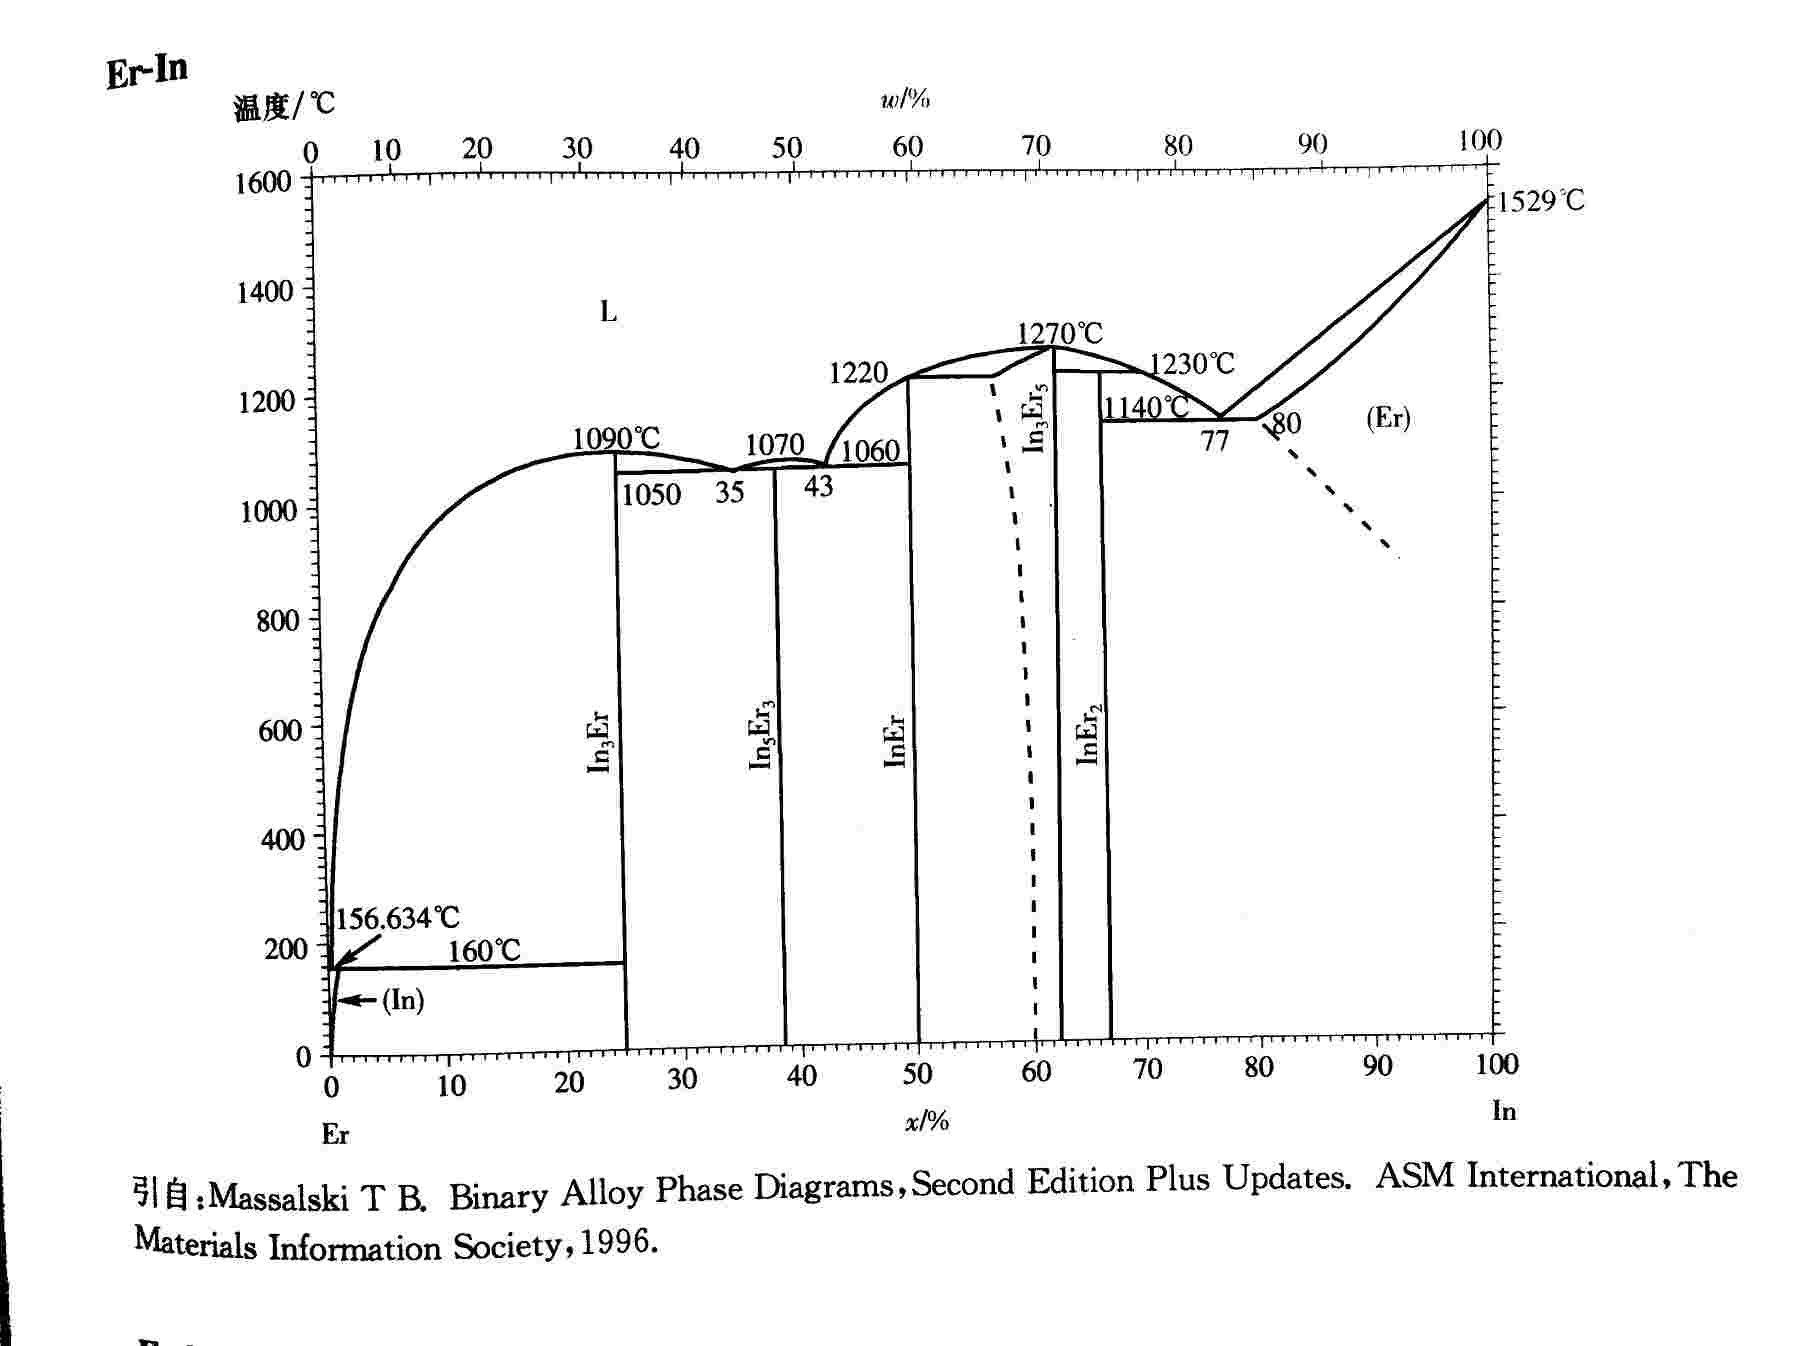 Er-In
温度/℃
w/%
0 10 20 30 40 50 60 70 80 90 100
1600
1529℃
1400
L
1270℃
1220
1230℃
1200
1140℃
In₃Er₅
80
(Er)
77
1090℃
1070
1060
1050
35
43
1000
800
600
In₃Er
In₅Er₃
InEr
InEr₂
400
156.634℃
200
160℃
(In)
0
0 10 20 30 40 50 60 70 80 90 100
Er
x/%
In
引自:Massalski T B. Binary Alloy Phase Diagrams, Second Edition Plus Updates. ASM International, The
Materials Information Society, 1996.